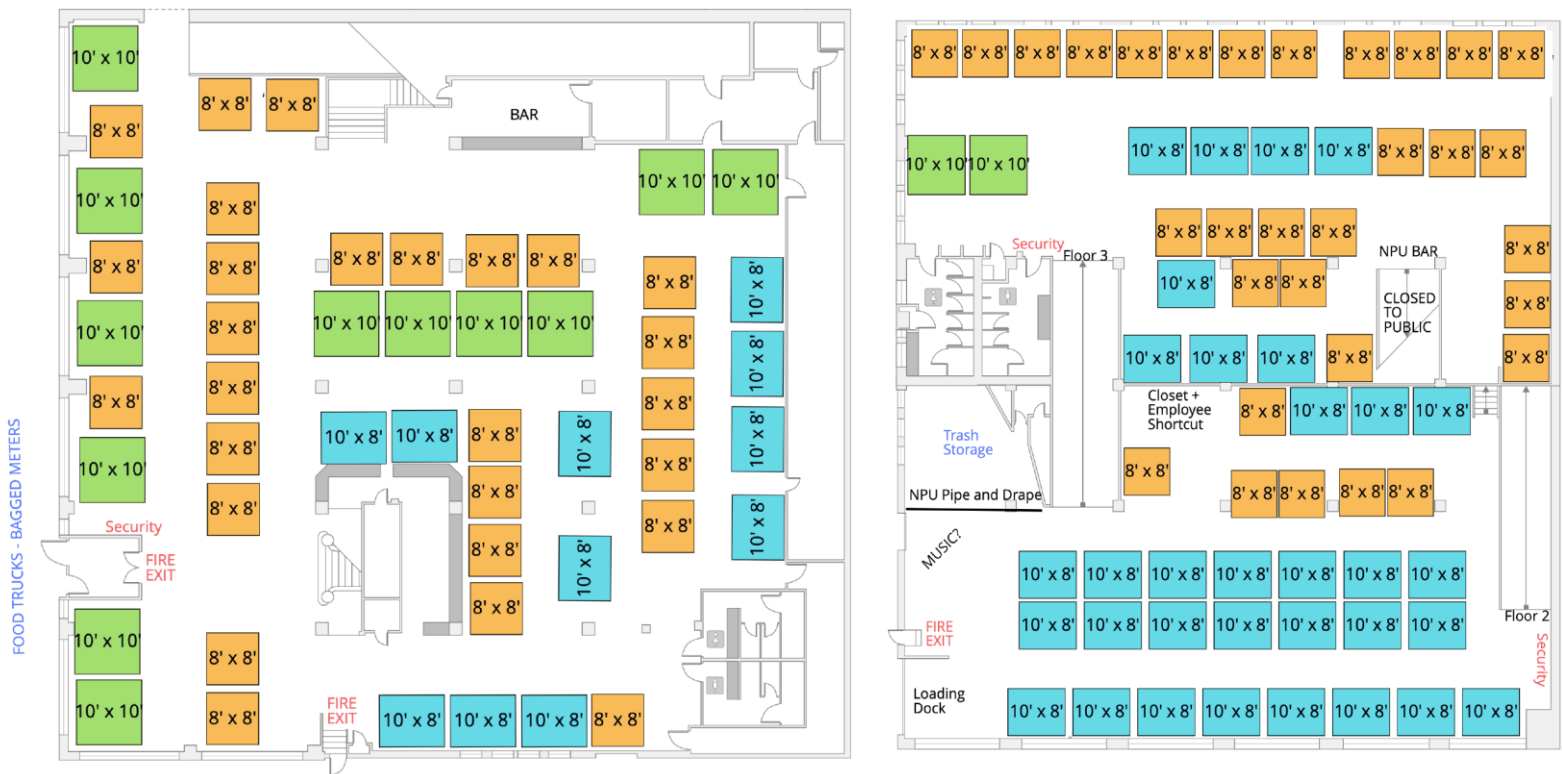 FOOD TRUCKS - BAGGED METERS
10' x 10'
8' x 8'
8' x 8'
BAR
8' x 8'
10' x 10'
10' x 10'
10' x 10'
8' x 8'
8' x 8'
8' x 8'
8' x 8'
8' x 8'
8' x 8'
8' x 8'
8' x 8'
10' x 8'
10' x 10'
10' x 10'
10' x 10'
10' x 10'
10' x 10'
8' x 8'
8' x 8'
10' x 8'
8' x 8'
8' x 8'
8' x 8'
10' x 8'
10' x 8'
8' x 8'
10' x 8'
10' x 8'
8' x 8'
10' x 10'
8' x 8'
8' x 8'
8' x 8'
8' x 8'
10' x 8'
Security
FIRE
EXIT
8' x 8'
10' x 8'
8' x 8'
10' x 10'
8' x 8'
10' x 10'
8' x 8'
FIRE
EXIT
10' x 8'
10' x 8'
10' x 8'
8' x 8'
8' x 8'
8' x 8'
8' x 8'
8' x 8'
8' x 8'
8' x 8'
8' x 8'
8' x 8'
8' x 8'
8' x 8'
8' x 8'
8' x 8'
10' x 10'
10' x 10'
10' x 8'
10' x 8'
10' x 8'
10' x 8'
8' x 8'
8' x 8'
8' x 8'
8' x 8'
8' x 8'
8' x 8'
8' x 8'
Security
Floor 3
NPU BAR
8' x 8'
10' x 8'
8' x 8'
8' x 8'
CLOSED
TO
PUBLIC
8' x 8'
10' x 8'
10' x 8'
10' x 8'
8' x 8'
8' x 8'
Closet +
Employee
Shortcut
8' x 8'
10' x 8'
10' x 8'
10' x 8'
Trash
Storage
8' x 8'
NPU Pipe and Drape
8' x 8'
8' x 8'
8' x 8'
8' x 8'
MUSIC?
10' x 8'
10' x 8'
10' x 8'
10' x 8'
10' x 8'
10' x 8'
10' x 8'
10' x 8'
10' x 8'
10' x 8'
10' x 8'
10' x 8'
10' x 8'
10' x 8'
Floor 2
FIRE
EXIT
Security
Loading
Dock
10' x 8'
10' x 8'
10' x 8'
10' x 8'
10' x 8'
10' x 8'
10' x 8'
10' x 8'